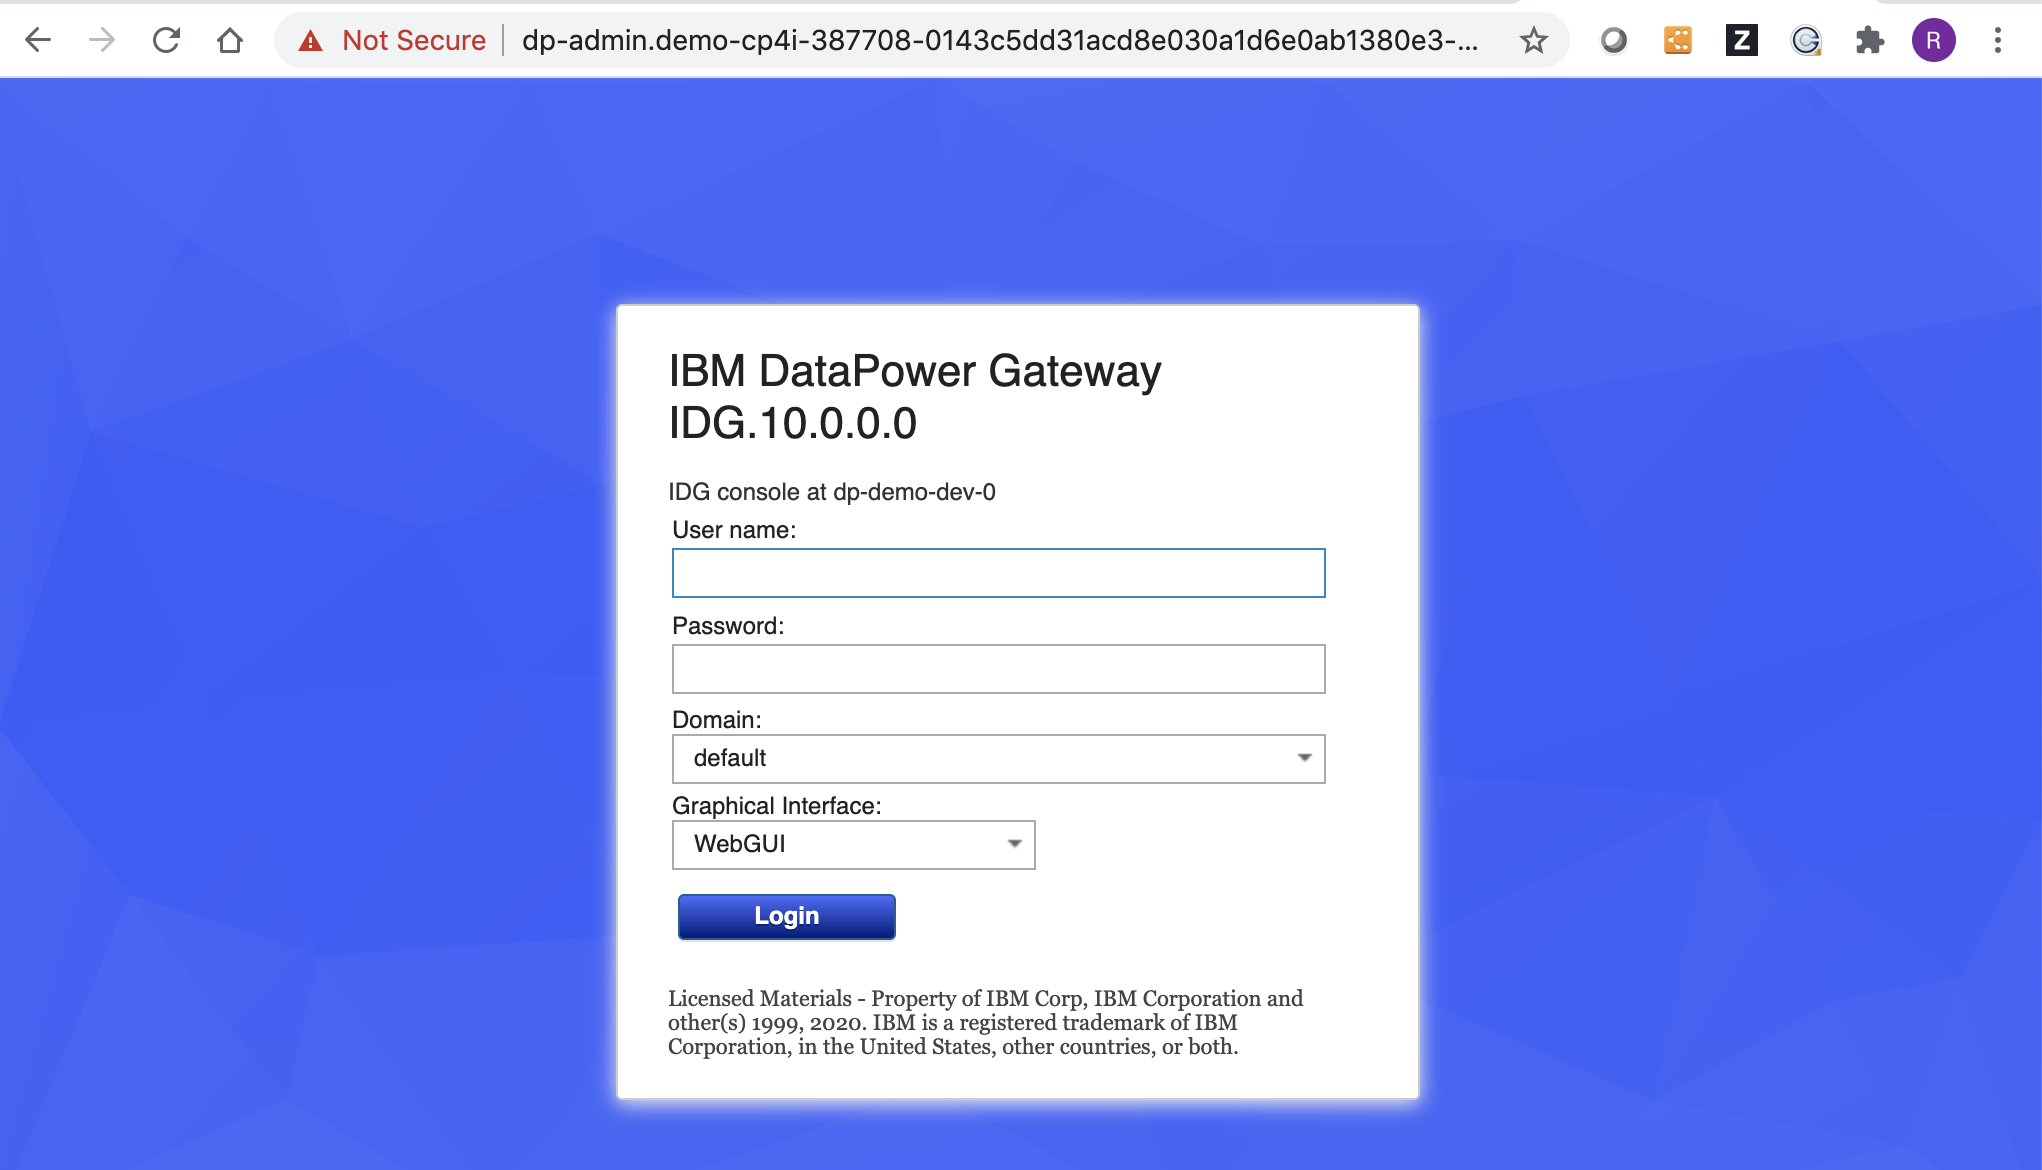 Not Secure dp-admin.demo-cp4i-387708-0143c5dd31acd8e030a1d6e0ab1380e3-...
Z
R
IBM DataPower Gateway
IDG.10.0.0.0
IDG console at dp-demo-dev-0
User name:
Password:
Domain:
default
Graphical Interface:
WebGUI
Login
Licensed Materials - Property of IBM Corp, IBM Corporation and
other(s) 1999, 2020. IBM is a registered trademark of IBM
Corporation, in the United States, other countries, or both.